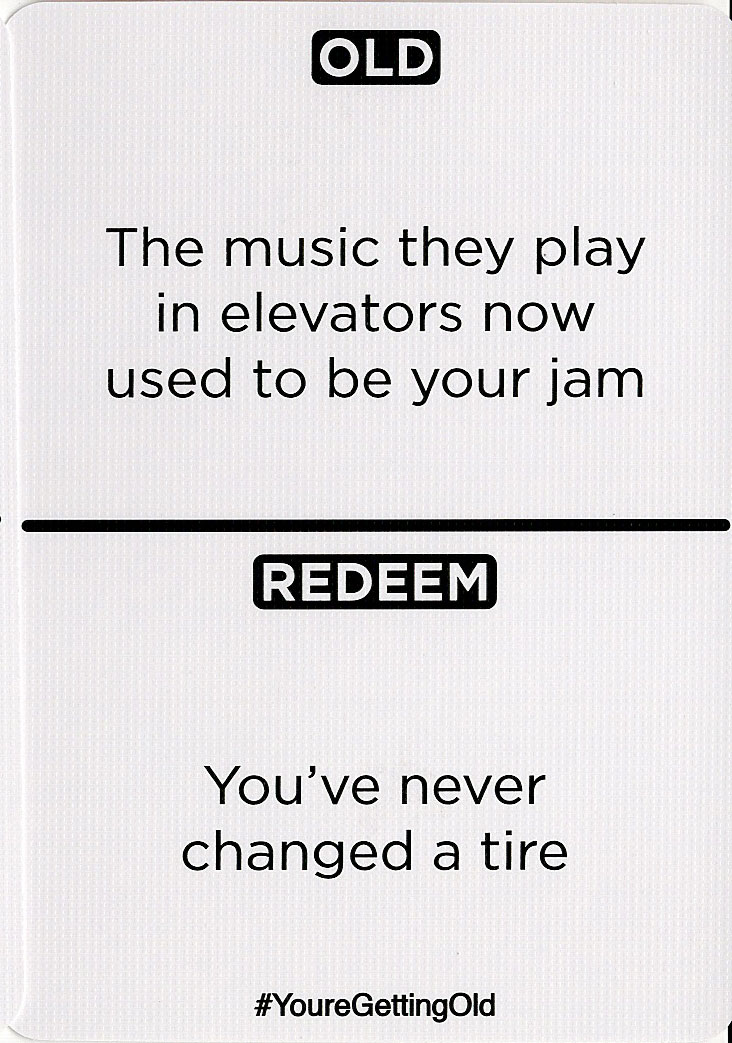 OLD
The music they play
in elevators now
used to be your jam
REDEEM
You've never
changed a tire
#YoureGettingOld